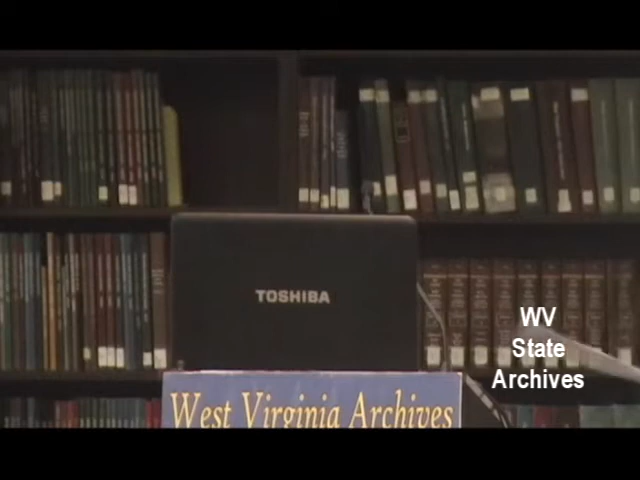 TOSHIBA
WV
State
Archives
West Virginia Archives